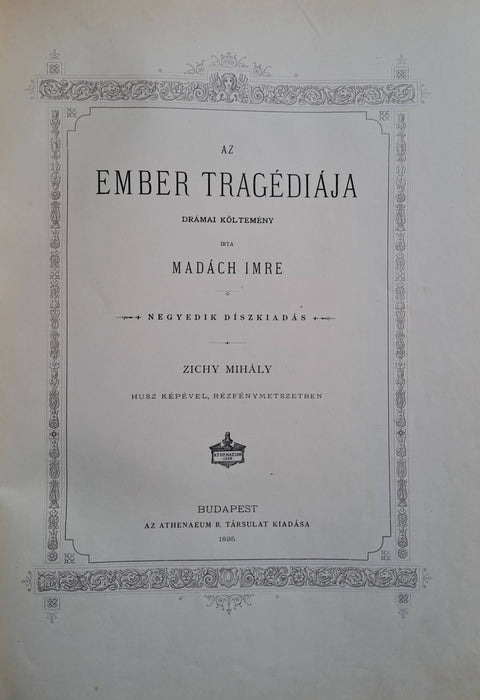 AZ
EMBER TRAGÉDIÁJA
DRÁMAI KÖLTEMÉNY
IRTA
MADÁCH IMRE
NEGYEDIK DÍSZKIADÁS
ZICHY MIHÁLY
HUSZ KÉPÉVEL, RÉZFÉNYMETSZETBEN
ATHENAEUM
BUDAPEST
AZ ATHENAEUM R. TÁRSULAT KIADÁSA
1895